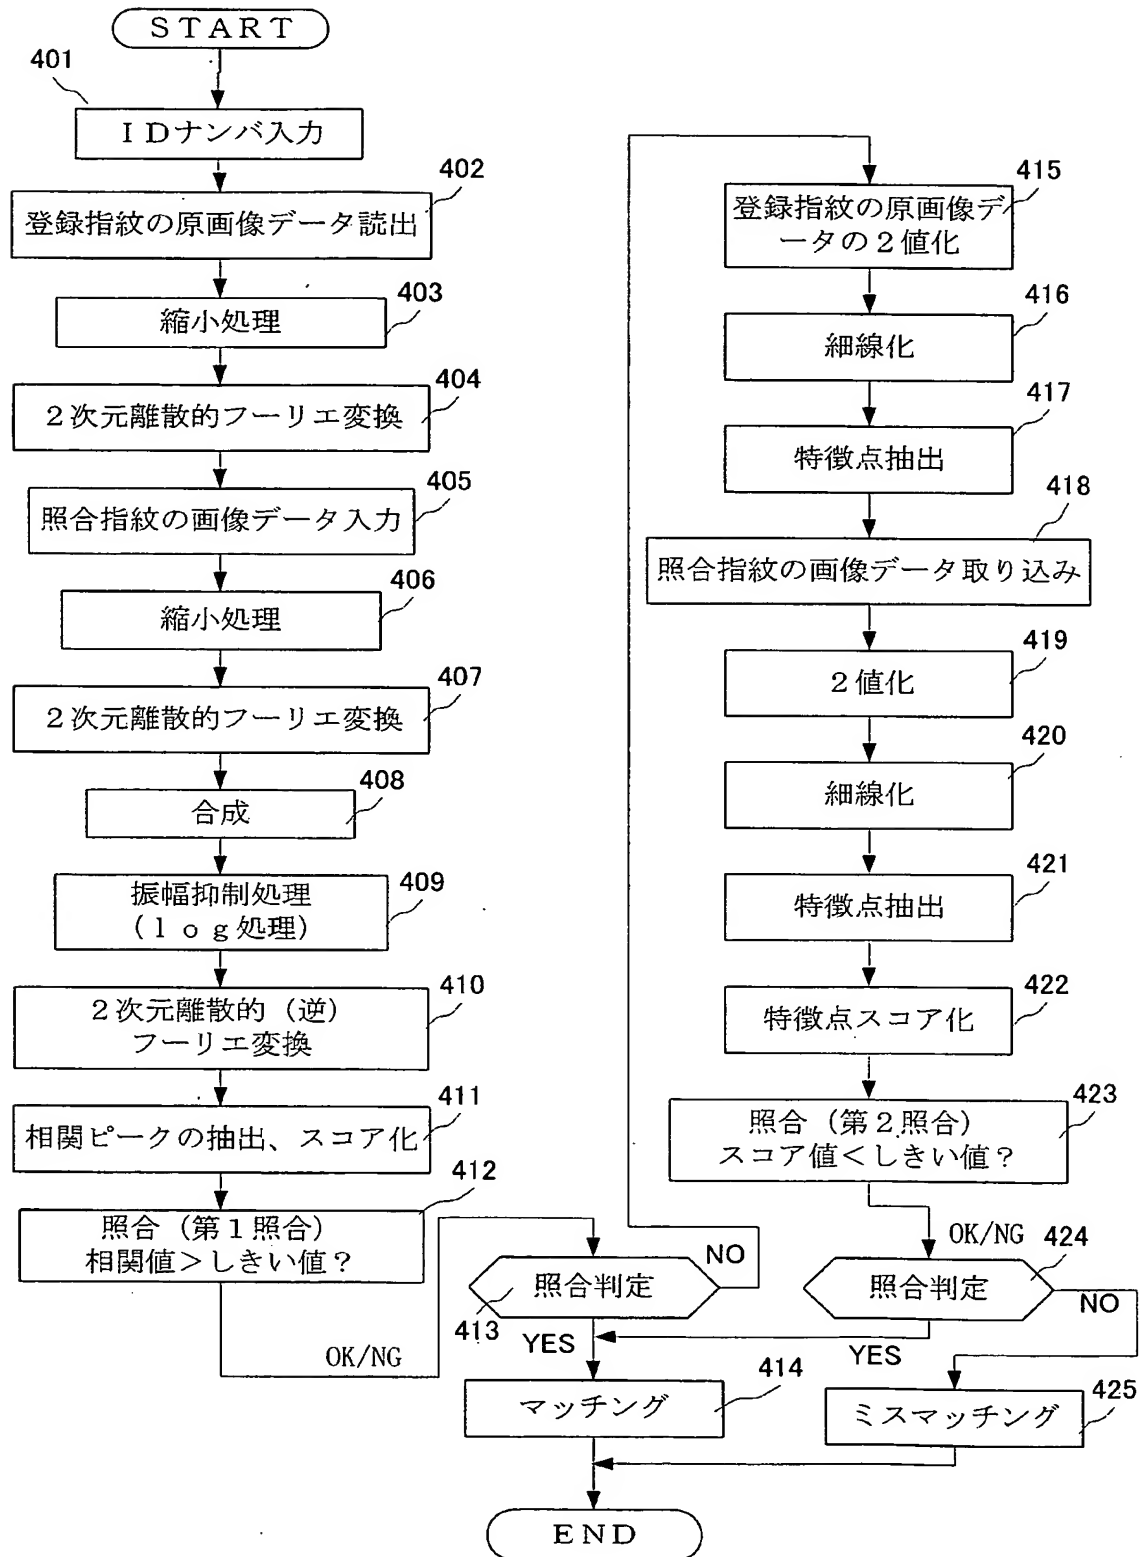 ＳＴＡＲＴ
401
ＩＤナンバ入力
402
登録指紋の原画像データ読出
403
縮小処理
404
２次元離散的フーリエ変換
405
照合指紋の画像データ入力
406
縮小処理
407
２次元離散的フーリエ変換
408
合成
409
振幅抑制処理
(ｌｏｇ処理)
410
２次元離散的（逆）
フーリエ変換
411
相関ピークの抽出、スコア化
412
照合（第１照合）
相関値＞しきい値？
OK/NG
照合判定
413
NO
YES
マッチング
414
415
登録指紋の原画像デ
ータの２値化
416
細線化
417
特徴点抽出
418
照合指紋の画像データ取り込み
419
２値化
420
細線化
421
特徴点抽出
422
特徴点スコア化
423
照合（第２照合）
スコア値＜しきい値？
OK/NG
424
照合判定
NO
YES
ミスマッチング
425
ＥＮＤ